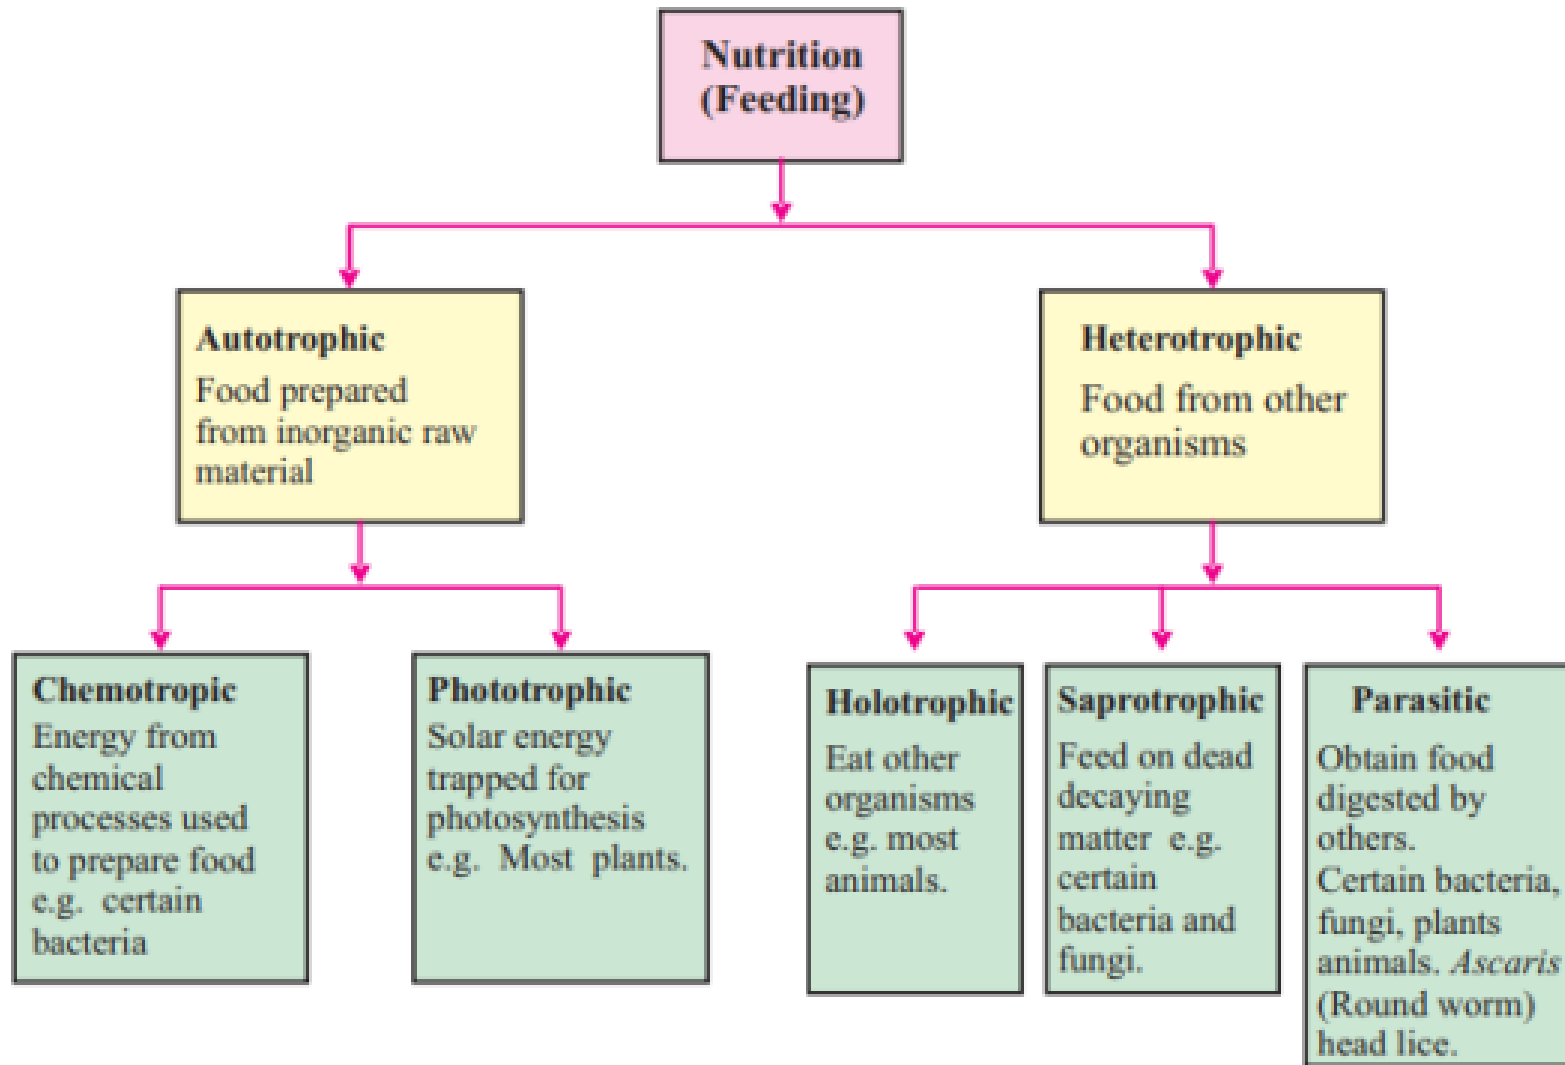 Nutrition
(Feeding)
Autotrophic
Food prepared
from inorganic raw
material
Heterotrophic
Food from other
organisms
Chemotropic
Energy from
chemical
processes used
to prepare food
e.g. certain
bacteria
Phototrophic
Solar energy
trapped for
photosynthesis
e.g. Most plants.
Holotrophic
Eat other
organisms
e.g. most
animals.
Saprotrophic
Feed on dead
decaying
matter e.g.
certain
bacteria and
fungi.
Parasitic
Obtain food
digested by
others.
Certain bacteria,
fungi, plants
animals. Ascaris
(Round worm)
head lice.